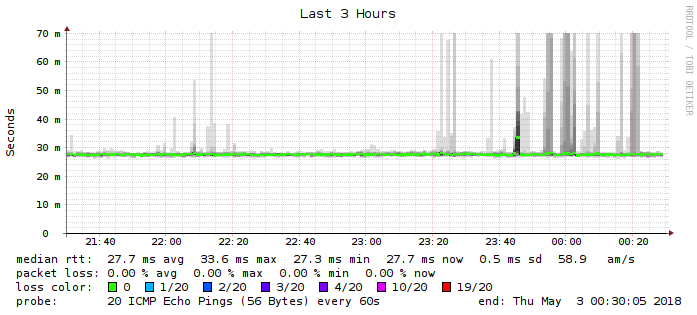 Last 3 Hours
RRDTOOL / TOBI OETIKER
Seconds
70 m
60 m
50 m
40 m
30 m
20 m
10 m
0
21:40 22:00 22:20 22:40 23:00 23:20 23:40 00:00 00:20
median rtt: 27.7 ms avg 33.6 ms max 27.3 ms min 27.7 ms now 0.5 ms sd 58.9 am/s
packet loss: 0.00 % avg 0.00 % max 0.00 % min 0.00 % now
loss color: 0 1/20 2/20 3/20 4/20 10/20 19/20
probe: 20 ICMP Echo Pings (56 Bytes) every 60s end: Thu May 3 00:30:05 2018